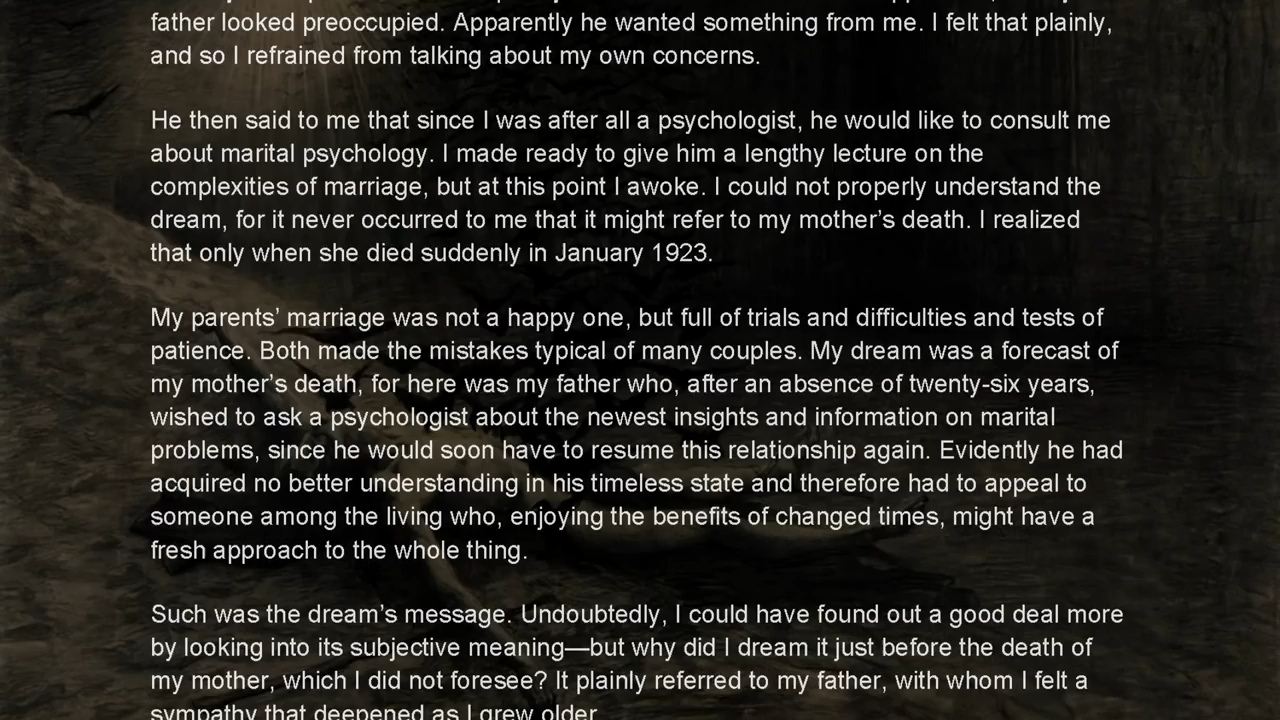 father looked preoccupied. Apparently he wanted something from me. I felt that plainly,
and so I refrained from talking about my own concerns.
He then said to me that since I was after all a psychologist, he would like to consult me
about marital psychology. I made ready to give him a lengthy lecture on the
complexities of marriage, but at this point I awoke. I could not properly understand the
dream, for it never occurred to me that it might refer to my mother’s death. I realized
that only when she died suddenly in January 1923.
My parents’ marriage was not a happy one, but full of trials and difficulties and tests of
patience. Both made the mistakes typical of many couples. My dream was a forecast of
my mother’s death, for here was my father who, after an absence of twenty-six years,
wished to ask a psychologist about the newest insights and information on marital
problems, since he would soon have to resume this relationship again. Evidently he had
acquired no better understanding in his timeless state and therefore had to appeal to
someone among the living who, enjoying the benefits of changed times, might have a
fresh approach to the whole thing.
Such was the dream’s message. Undoubtedly, I could have found out a good deal more
by looking into its subjective meaning—but why did I dream it just before the death of
my mother, which I did not foresee? It plainly referred to my father, with whom I felt a
sympathy that deepened as I grew older.